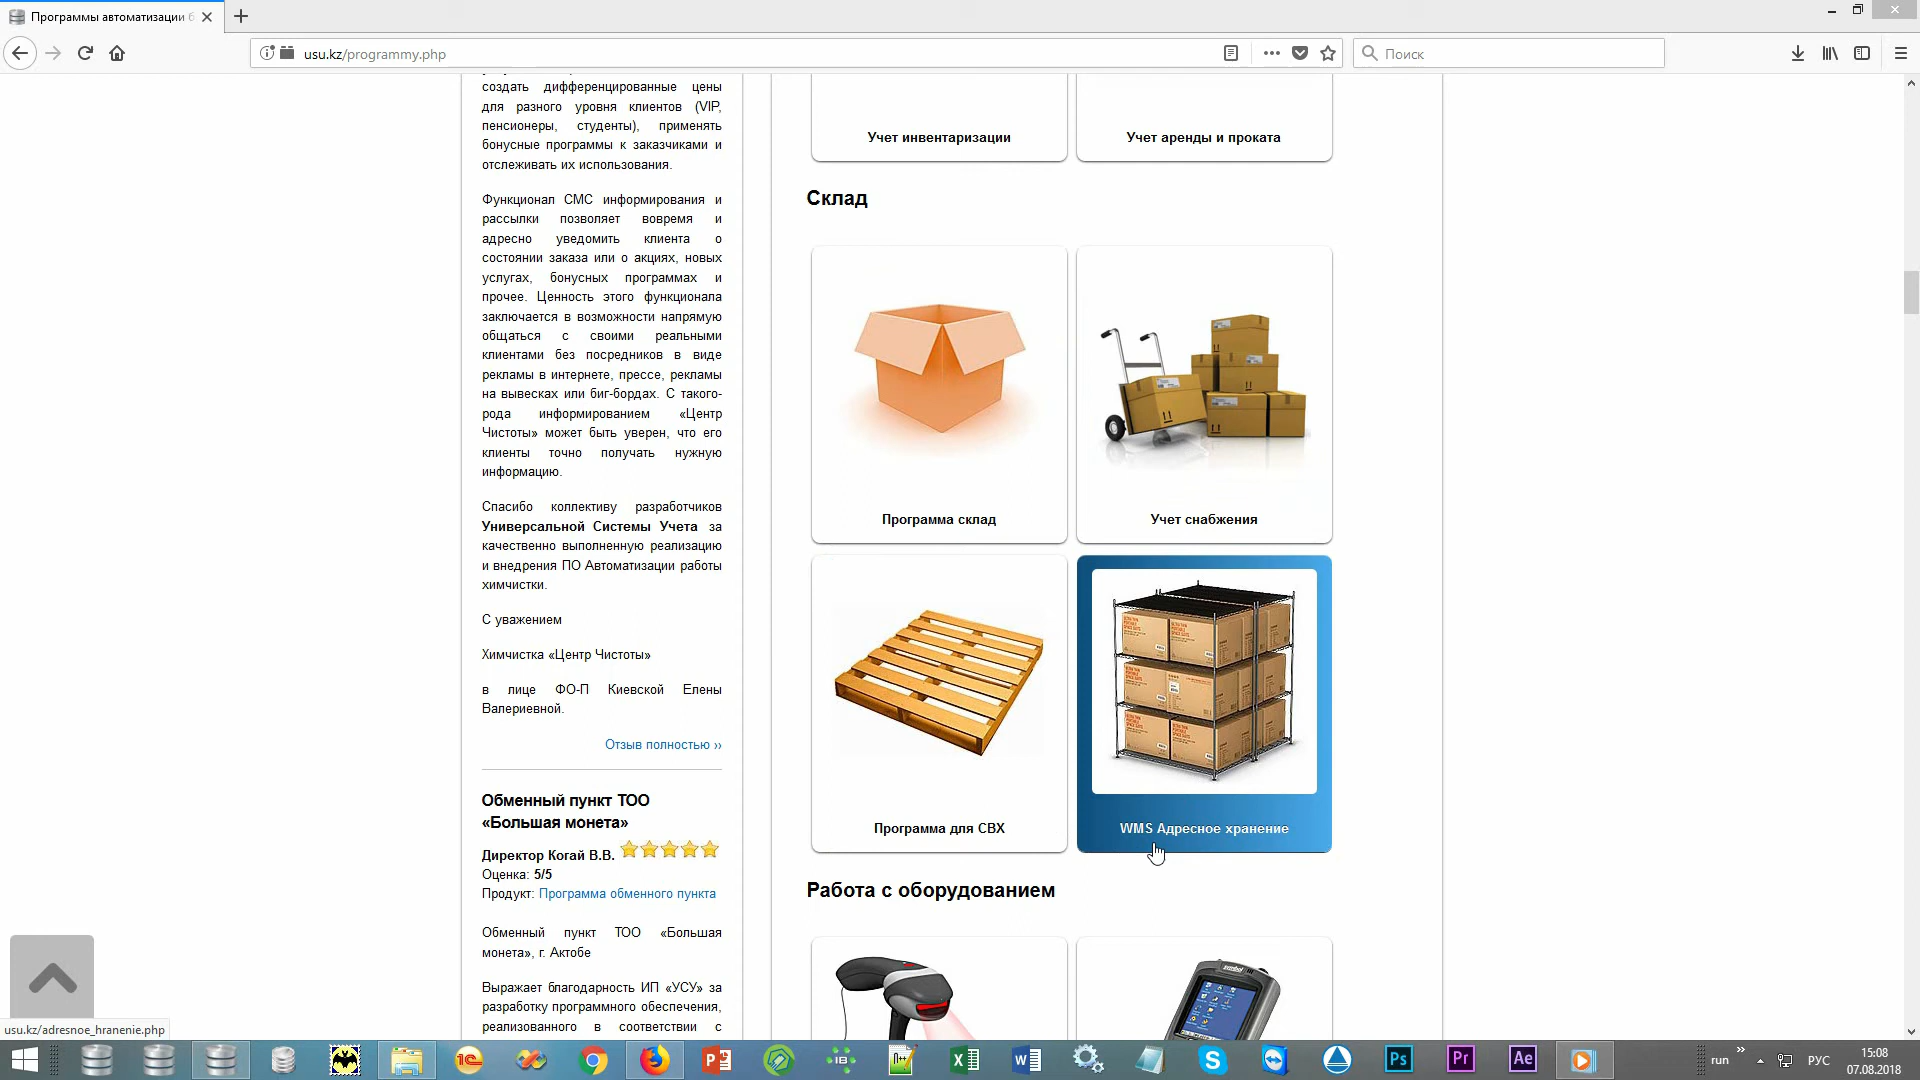 Программы автоматизации б
usu.kz/programmy.php
Поиск
создать дифференцированные цены
для разного уровня клиентов (VIP,
пенсионеры, студенты), применять
бонусные программы к заказчиками и
отслеживать их использования.
Функционал СМС информирования и
рассылки позволяет вовремя и
адресно уведомить клиента о
состоянии заказа или о акциях, новых
услугах, бонусных программах и
прочее. Ценность этого функционала
заключается в возможности напрямую
общаться с своими реальными
клиентами без посредников в виде
рекламы в интернете, прессе, рекламы
на вывесках или биг-бордах. С такого-
рода информированием «Центр
Чистоты» может быть уверен, что его
клиенты точно получать нужную
информацию.
Спасибо коллективу разработчиков
Универсальной Системы Учета за
качественно выполненную реализацию
и внедрения ПО Автоматизации работы
химчистки.
С уважением
Химчистка «Центр Чистоты»
в лице ФО-П Киевской Елены
Валериевной.
Отзыв полностью ››
Обменный пункт ТОО
«Большая монета»
Директор Когай В.В.
Оценка: 5/5
Продукт: Программа обменного пункта
Обменный пункт ТОО «Большая
монета», г. Актобе
Выражает благодарность ИП «УСУ» за
разработку программного обеспечения,
реализованного в соответствии с
Учет инвентаризации
Учет аренды и проката
Склад
Программа склад
Учет снабжения
Программа для СВХ
WMS Адресное хранение
Работа с оборудованием
symbol
usu.kz/adresnoe_hranenie.php
run
РУС
15:08
07.08.2018